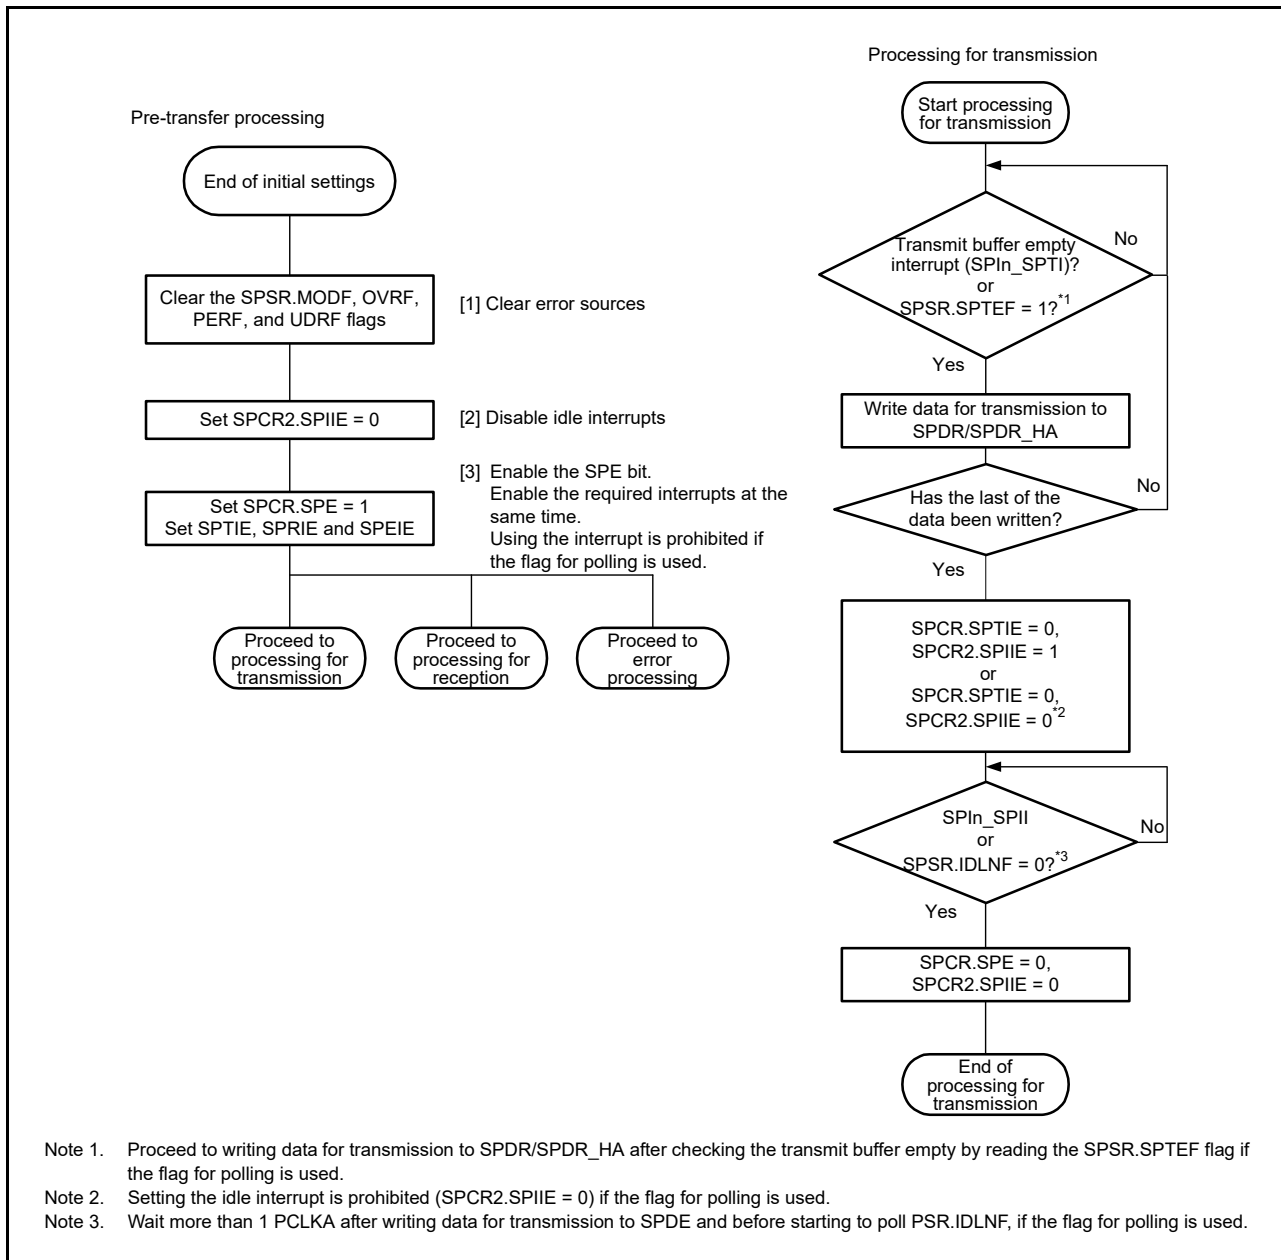 Pre-transfer processing
End of initial settings
Clear the SPSR.MODF, OVRF,
PERF, and UDRF flags
[1] Clear error sources
Set SPCR2.SPIIE = 0
[2] Disable idle interrupts
Set SPCR.SPE = 1
Set SPTIE, SPRIE and SPEIE
[3] Enable the SPE bit.
Enable the required interrupts at the
same time.
Using the interrupt is prohibited if
the flag for polling is used.
Proceed to
processing for
transmission
Proceed to
processing for
reception
Proceed to
error
processing
Processing for transmission
Start processing
for transmission
Transmit buffer empty
interrupt (SPIn_SPTI)?
or
SPSR.SPTEF = 1?*1
No
Yes
Write data for transmission to
SPDR/SPDR_HA
Has the last of the
data been written?
No
Yes
SPCR.SPTIE = 0,
SPCR2.SPIIE = 1
or
SPCR.SPTIE = 0,
SPCR2.SPIIE = 0*2
SPIn_SPII
or
SPSR.IDLNF = 0?*3
No
Yes
SPCR.SPE = 0,
SPCR2.SPIIE = 0
End of
processing for
transmission
Note 1. Proceed to writing data for transmission to SPDR/SPDR_HA after checking the transmit buffer empty by reading the SPSR.SPTEF flag if
the flag for polling is used.
Note 2. Setting the idle interrupt is prohibited (SPCR2.SPIIE = 0) if the flag for polling is used.
Note 3. Wait more than 1 PCLKA after writing data for transmission to SPDE and before starting to poll PSR.IDLNF, if the flag for polling is used.